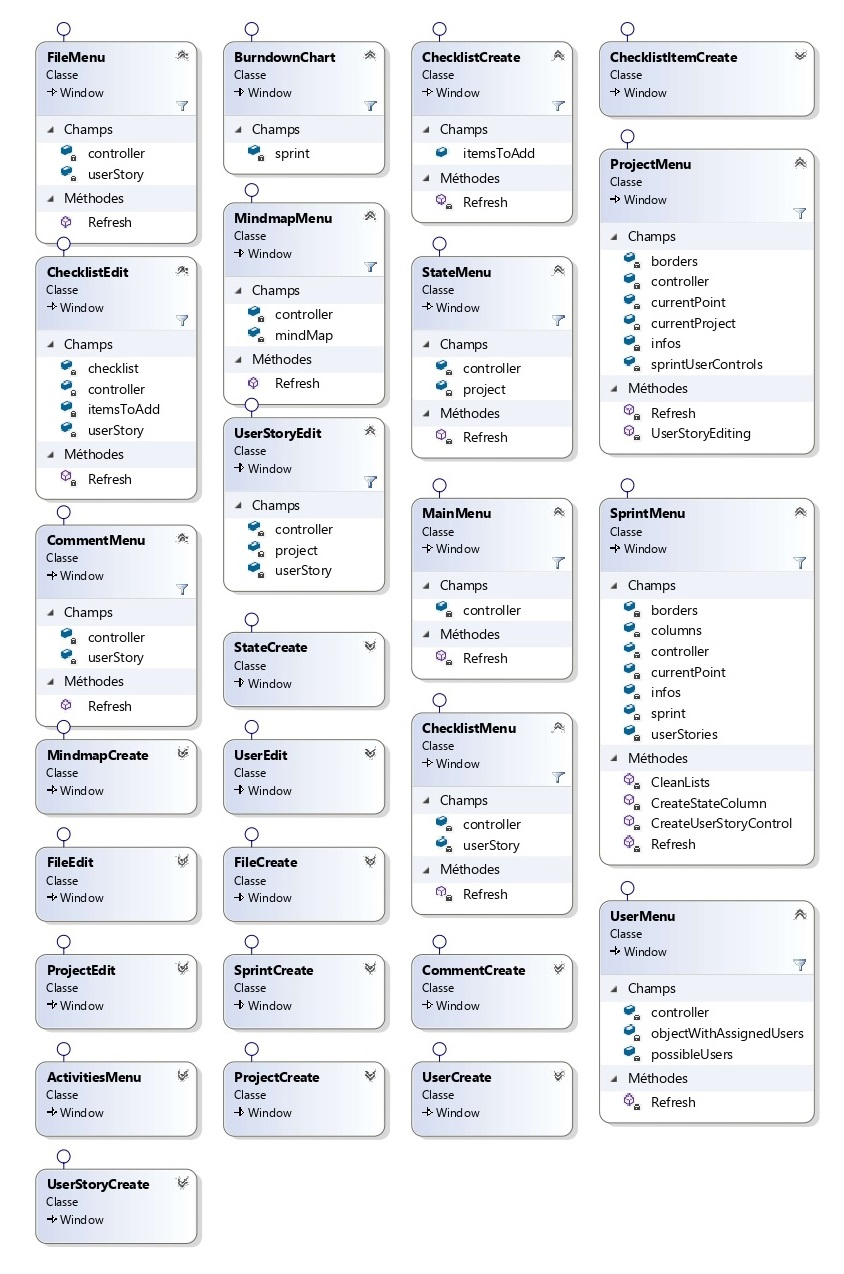 FileMenu
Classe
Window
Champs
controller
userStory
Méthodes
Refresh
ChecklistEdit
Classe
Window
Champs
checklist
controller
itemsToAdd
userStory
Méthodes
Refresh
CommentMenu
Classe
Window
Champs
controller
userStory
Méthodes
Refresh
MindmapCreate
Classe
Window
FileEdit
Classe
Window
ProjectEdit
Classe
Window
ActivitiesMenu
Classe
Window
UserStoryCreate
Classe
Window
BurndownChart
Classe
Window
Champs
sprint
MindmapMenu
Classe
Window
Champs
controller
mindMap
Méthodes
Refresh
UserStoryEdit
Classe
Window
Champs
controller
project
userStory
StateCreate
Classe
Window
UserEdit
Classe
Window
FileCreate
Classe
Window
SprintCreate
Classe
Window
ProjectCreate
Classe
Window
ChecklistCreate
Classe
Window
Champs
itemsToAdd
Méthodes
Refresh
StateMenu
Classe
Window
Champs
controller
project
Méthodes
Refresh
MainMenu
Classe
Window
Champs
controller
Méthodes
Refresh
ChecklistMenu
Classe
Window
Champs
controller
userStory
Méthodes
Refresh
CommentCreate
Classe
Window
UserCreate
Classe
Window
ChecklistItemCreate
Classe
Window
ProjectMenu
Classe
Window
Champs
borders
controller
currentPoint
currentProject
infos
sprintUserControls
Méthodes
Refresh
UserStoryEditing
SprintMenu
Classe
Window
Champs
borders
columns
controller
currentPoint
infos
sprint
userStories
Méthodes
CleanLists
CreateStateColumn
CreateUserStoryControl
Refresh
UserMenu
Classe
Window
Champs
controller
objectWithAssignedUsers
possibleUsers
Méthodes
Refresh